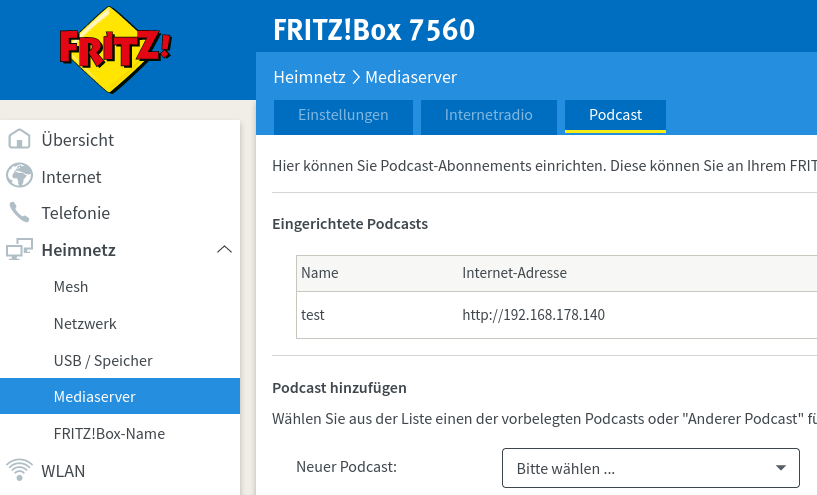 FRITZ!
FRITZ!Box 7560
Heimnetz > Mediaserver
Einstellungen
Internetradio
Podcast
Übersicht
Internet
Telefonie
Heimnetz
Mesh
Netzwerk
USB / Speicher
Mediaserver
FRITZ!Box-Name
WLAN
Hier können Sie Podcast-Abonnements einrichten. Diese können Sie an Ihrem FRIT
Eingerichtete Podcasts
Name Internet-Adresse
test http://192.168.178.140
Podcast hinzufügen
Wählen Sie aus der Liste einen der vorbelegten Podcasts oder "Anderer Podcast" fü
Neuer Podcast: Bitte wählen ...